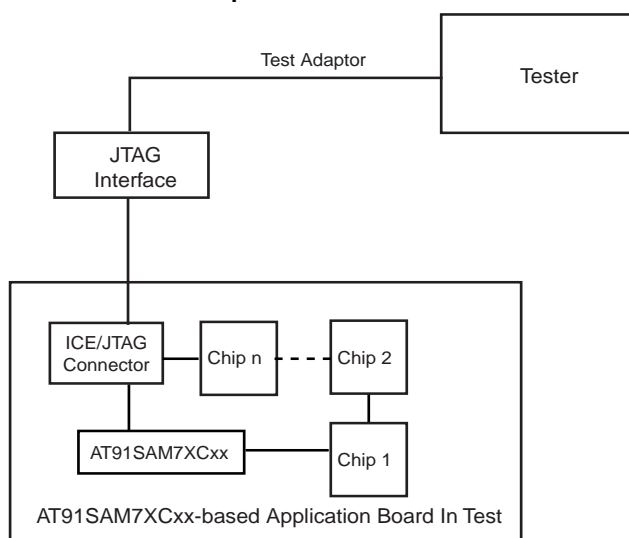 Test Adaptor
Tester
JTAG
Interface
ICE/JTAG
Connector
Chip n
Chip 2
AT91SAM7XCxx
Chip 1
AT91SAM7XCxx-based Application Board In Test